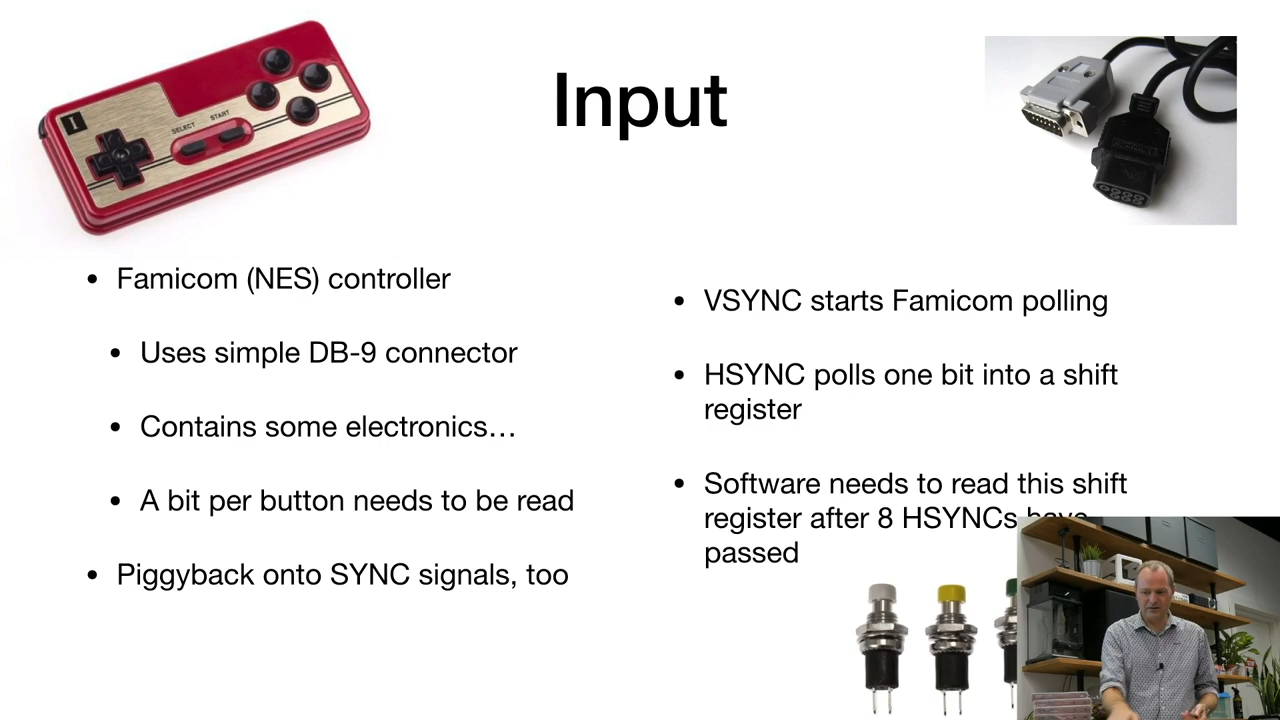 Input
I
SELECT
START
Famicom (NES) controller
Uses simple DB-9 connector
Contains some electronics…
A bit per button needs to be read
Piggyback onto SYNC signals, too
VSYNC starts Famicom polling
HSYNC polls one bit into a shift
register
Software needs to read this shift
register after 8 HSYNCs have
passed